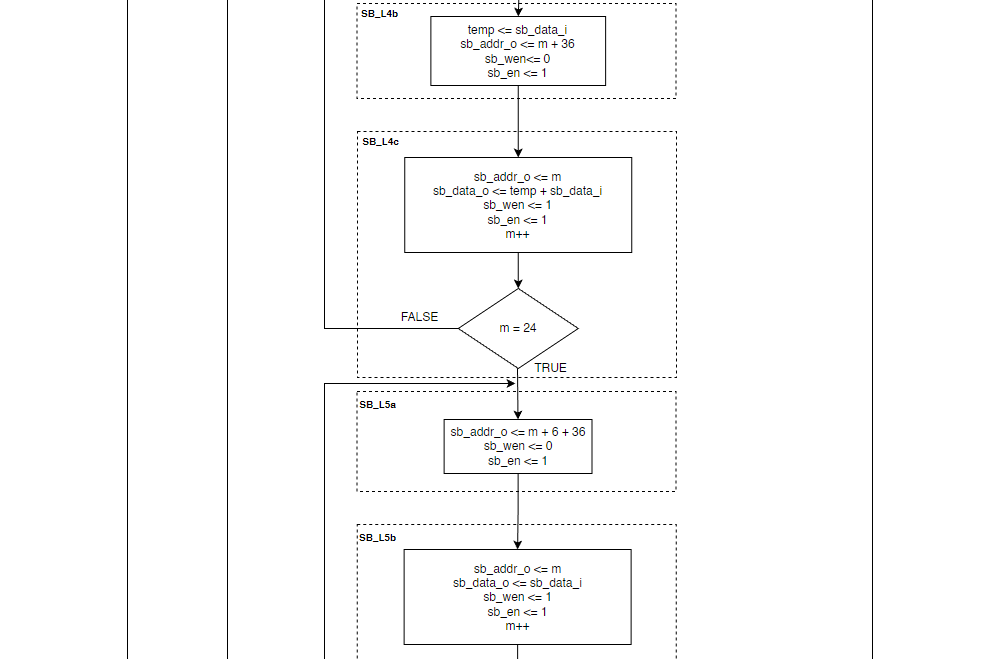 SB_L4b
temp <= sb_data_i
sb_addr_o <= m + 36
sb_wen<= 0
sb_en <= 1
SB_L4c
sb_addr_o <= m
sb_data_o <= temp + sb_data_i
sb_wen <= 1
sb_en <= 1
m++
FALSE
m = 24
TRUE
SB_L5a
sb_addr_o <= m + 6 + 36
sb_wen <= 0
sb_en <= 1
SB_L5b
sb_addr_o <= m
sb_data_o <= sb_data_i
sb_wen <= 1
sb_en <= 1
m++